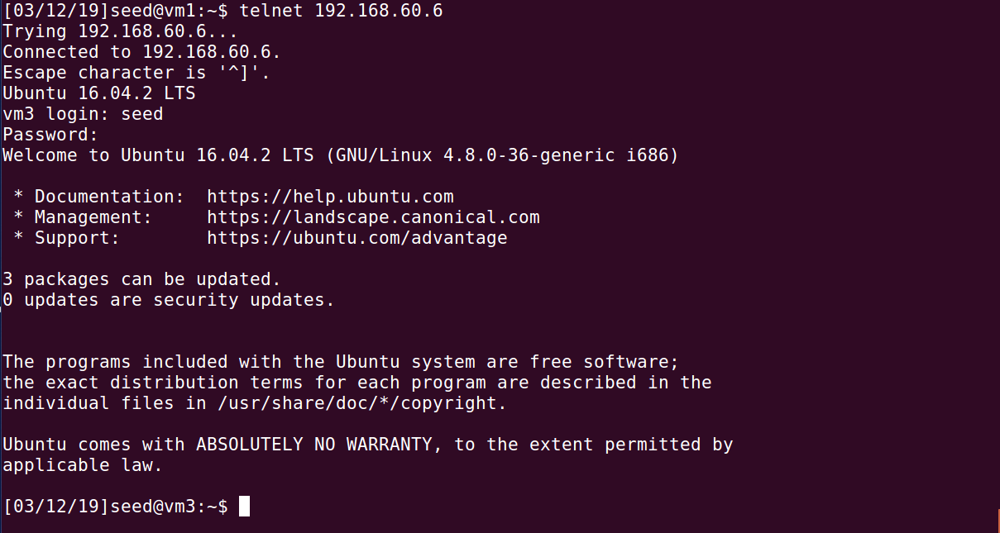 [03/12/19]seed@vm1:~$ telnet 192.168.60.6
Trying 192.168.60.6...
Connected to 192.168.60.6.
Escape character is '^]'.
Ubuntu 16.04.2 LTS
vm3 login: seed
Password:
Welcome to Ubuntu 16.04.2 LTS (GNU/Linux 4.8.0-36-generic i686)
 * Documentation:  https://help.ubuntu.com
 * Management:     https://landscape.canonical.com
 * Support:        https://ubuntu.com/advantage
3 packages can be updated.
0 updates are security updates.
The programs included with the Ubuntu system are free software;
the exact distribution terms for each program are described in the
individual files in /usr/share/doc/*/copyright.
Ubuntu comes with ABSOLUTELY NO WARRANTY, to the extent permitted by
applicable law.
[03/12/19]seed@vm3:~$